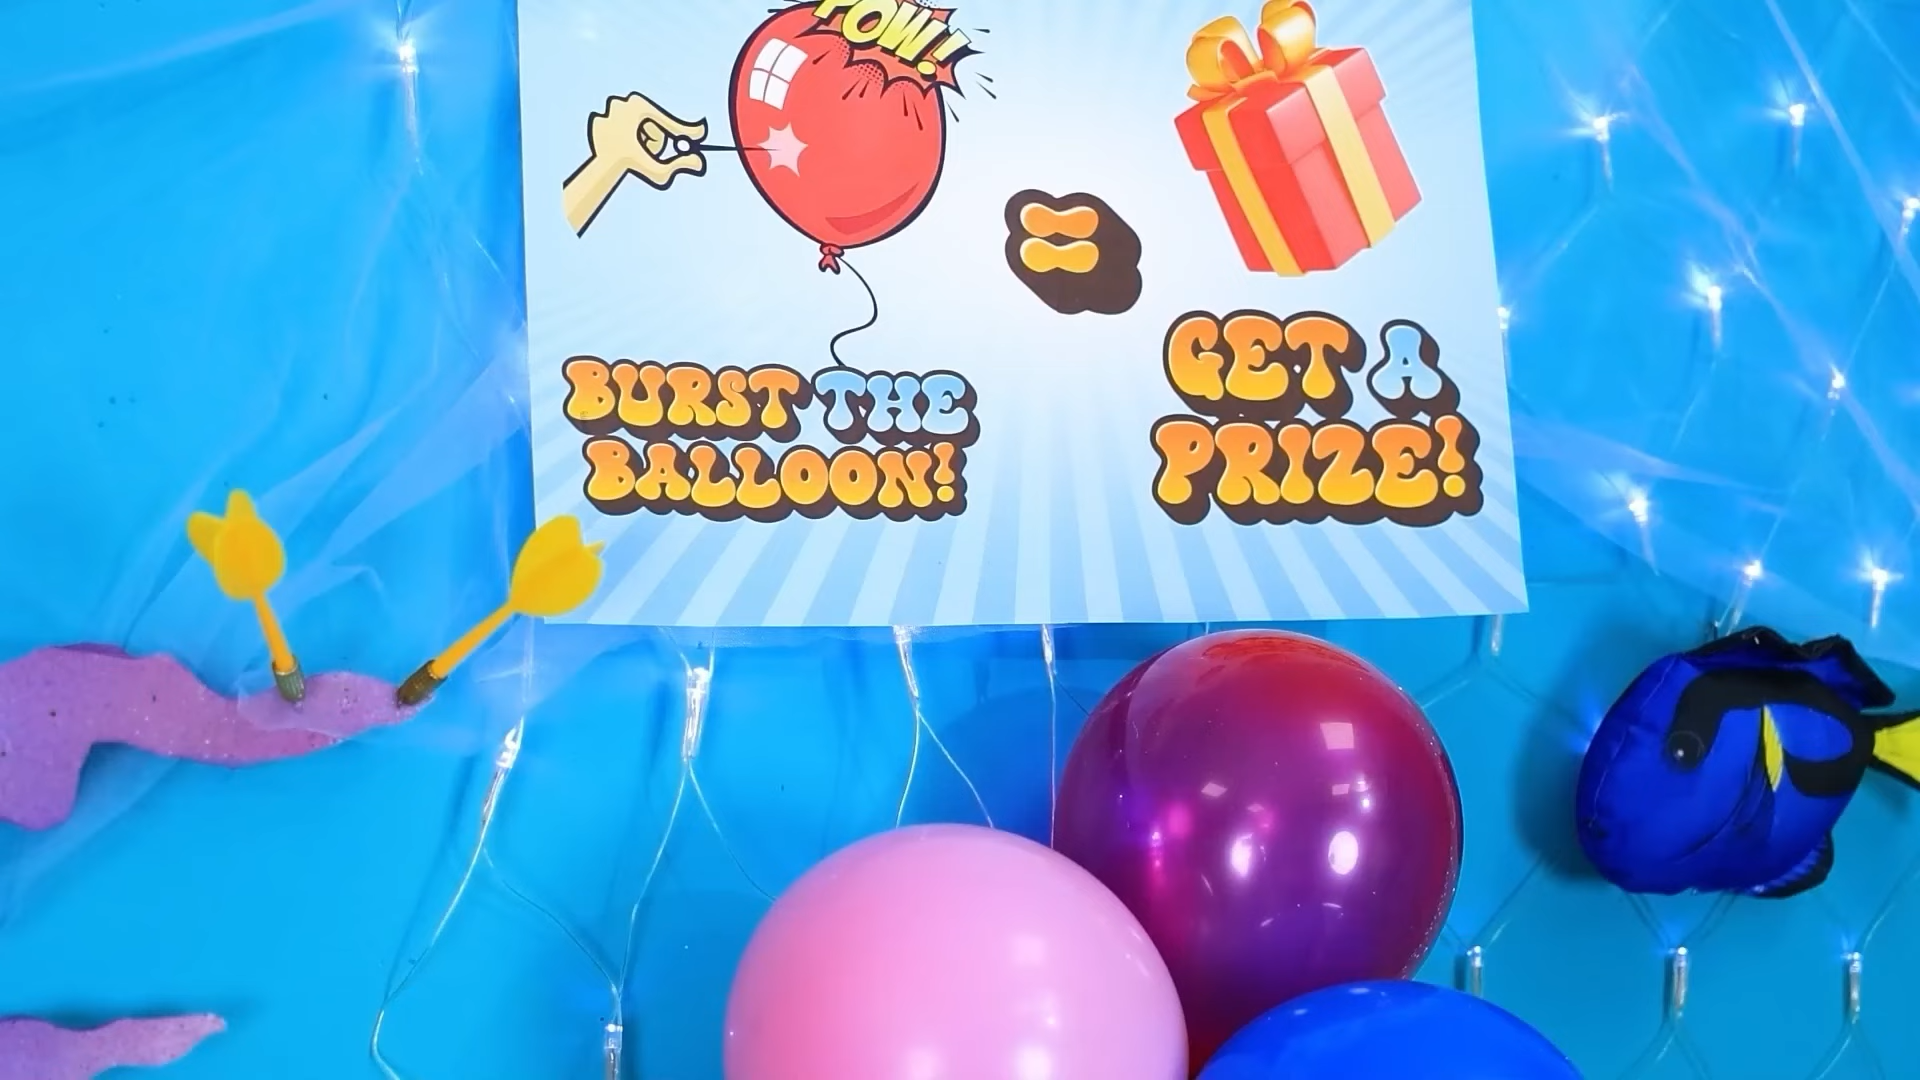 POW!
=
BURST THE
BALLOON!
GET A
PRIZE!